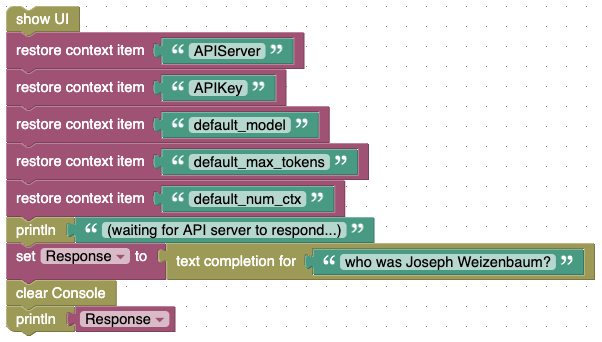 show UI
restore context item “ APIServer ”
restore context item “ APIKey ”
restore context item “ default_model ”
restore context item “ default_max_tokens ”
restore context item “ default_num_ctx ”
println “ (waiting for API server to respond...) ”
set Response to text completion for “ who was Joseph Weizenbaum? ”
clear Console
println Response